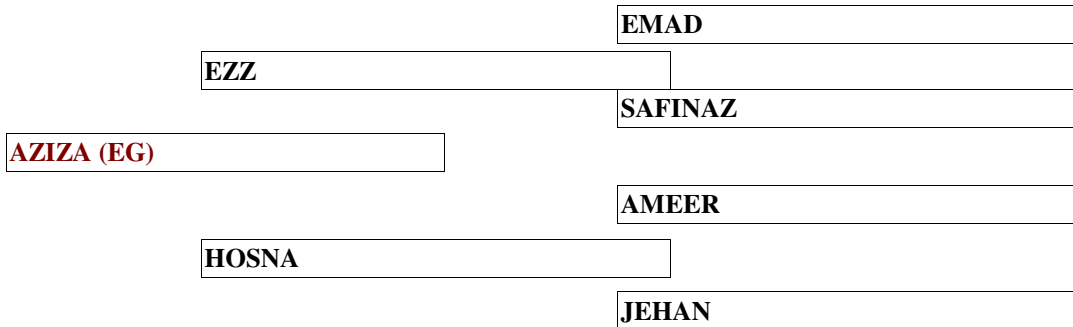 EMAD
EZZ
SAFINAZ
AZIZA (EG)
AMEER
HOSNA
JEHAN